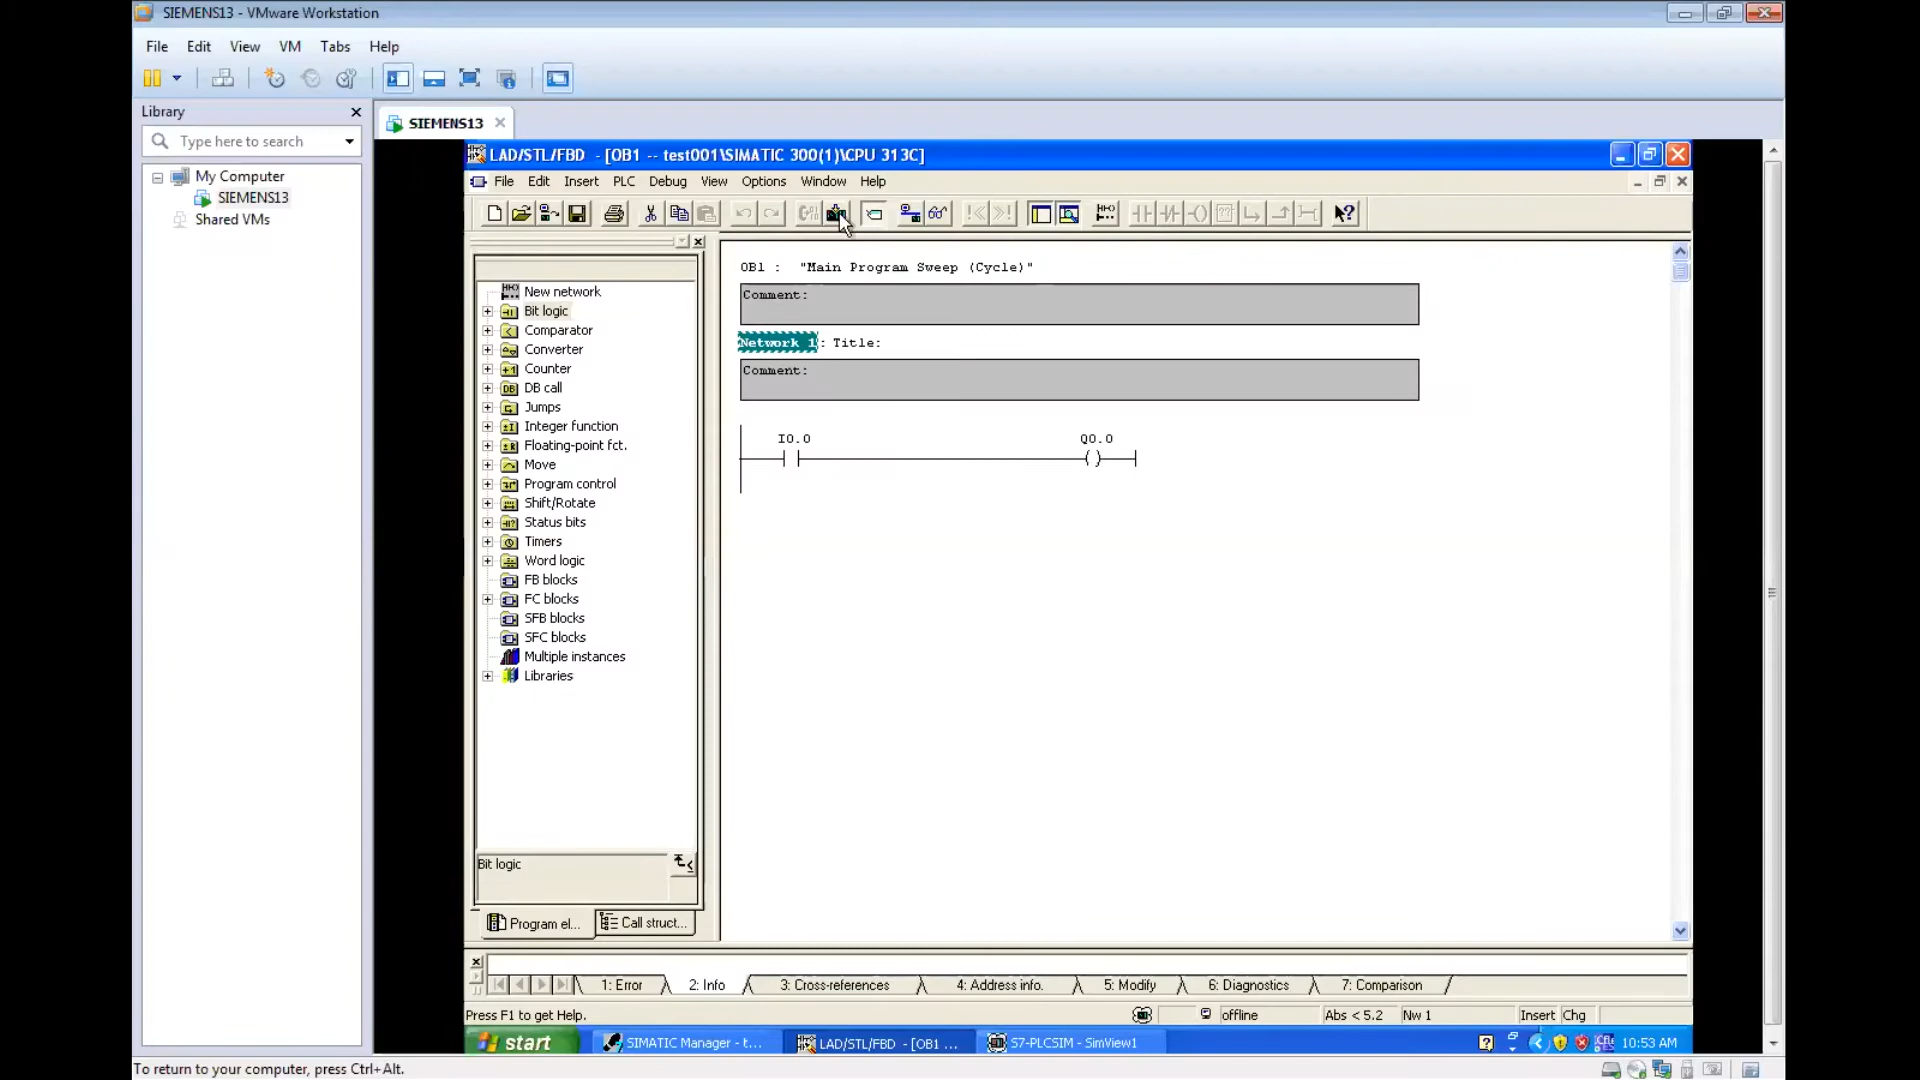 SIEMENS13 - VMware Workstation
File Edit View VM Tabs Help
Library
Type here to search
My Computer
SIEMENS13
Shared VMs
SIEMENS13
LAD/STL/FBD - [OB1 -- test001\SIMATIC 300(1)\CPU 313C]
File Edit Insert PLC Debug View Options Window Help
New network
Bit logic
Comparator
Converter
Counter
DB call
Jumps
Integer function
Floating-point fct.
Move
Program control
Shift/Rotate
Status bits
Timers
Word logic
FB blocks
FC blocks
SFB blocks
SFC blocks
Multiple instances
Libraries
Bit logic
Program el...
Call struct...
OB1 : "Main Program Sweep (Cycle)"
Comment:
Network 1: Title:
Comment:
I0.0 Q0.0
1: Error 2: Info 3: Cross-references 4: Address info. 5: Modify 6: Diagnostics 7: Comparison
Press F1 to get Help.
offline Abs < 5.2 Nw 1 Insert Chg
start SIMATIC Manager - t... LAD/STL/FBD - [OB1 ... S7-PLCSIM - SimView1 10:53 AM
To return to your computer, press Ctrl+Alt.